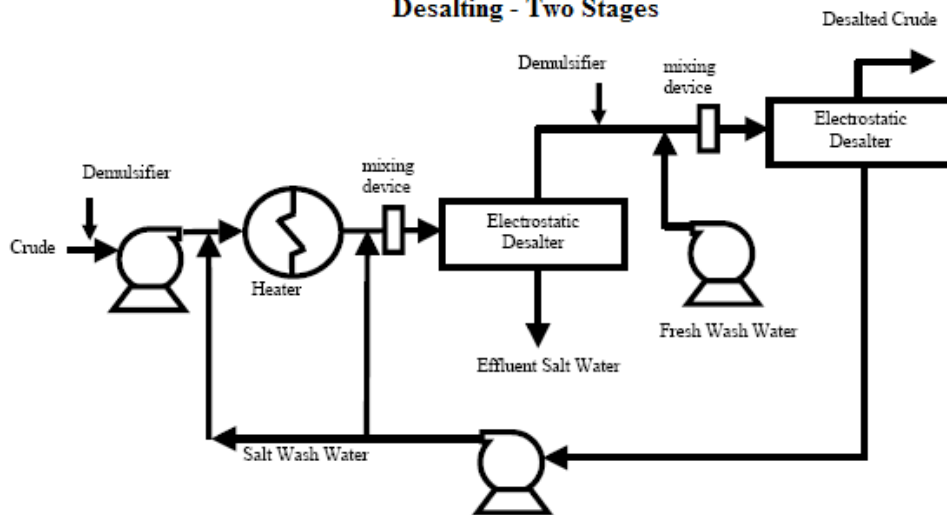 Desalting - Two Stages
Desalted Crude
Demulsifier
mixing
device
Electrostatic
Desalter
Demulsifier
mixing
device
Electrostatic
Desalter
Crude
Heater
Fresh Wash Water
Effluent Salt Water
Salt Wash Water